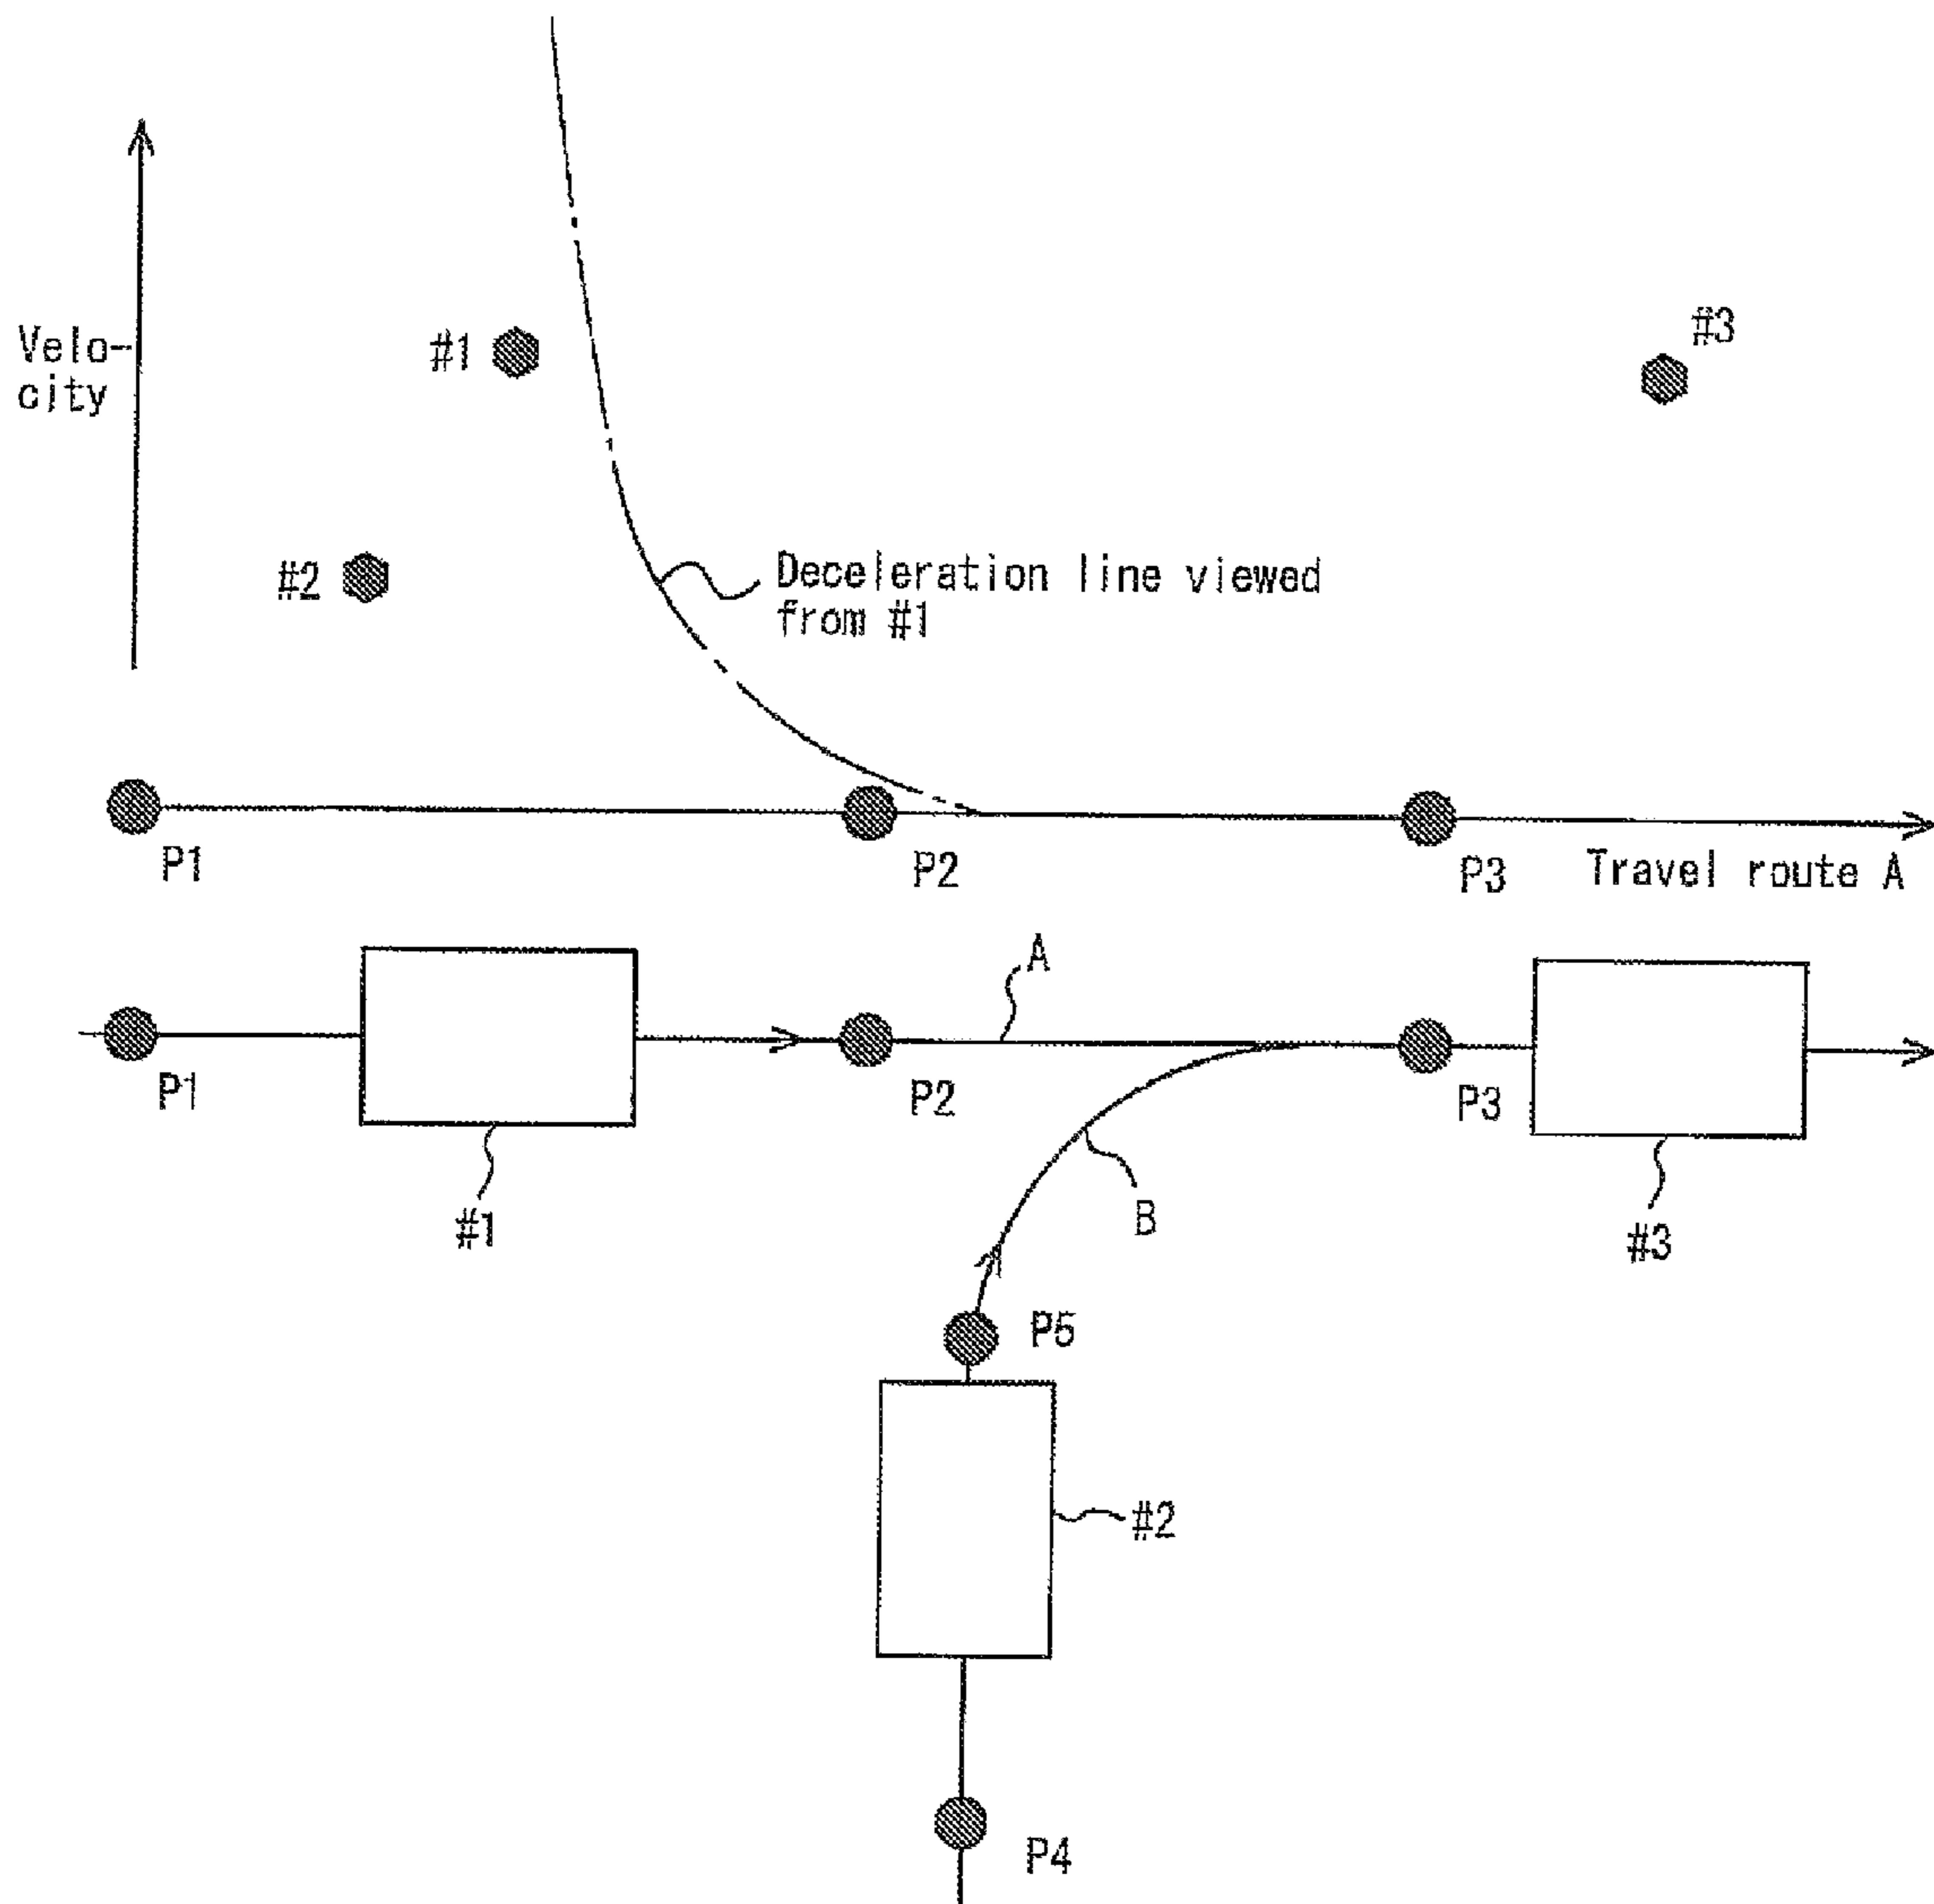 #3
#1
Velo-
city
#2
Deceleration line viewed
from #1
P1
P2
P3
Travel route A
A
P1
P2
P3
B
#1
#3
P5
#2
P4